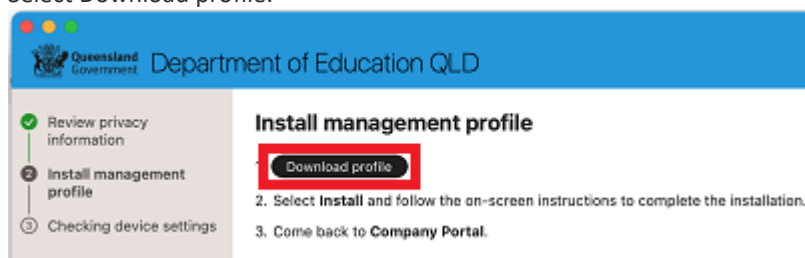 Select Download profile.
Queensland
Government
Department of Education QLD
Review privacy
information
2 Install management
profile
3 Checking device settings
Install management profile
Download profile
2. Select Install and follow the on-screen instructions to complete the installation.
3. Come back to Company Portal.